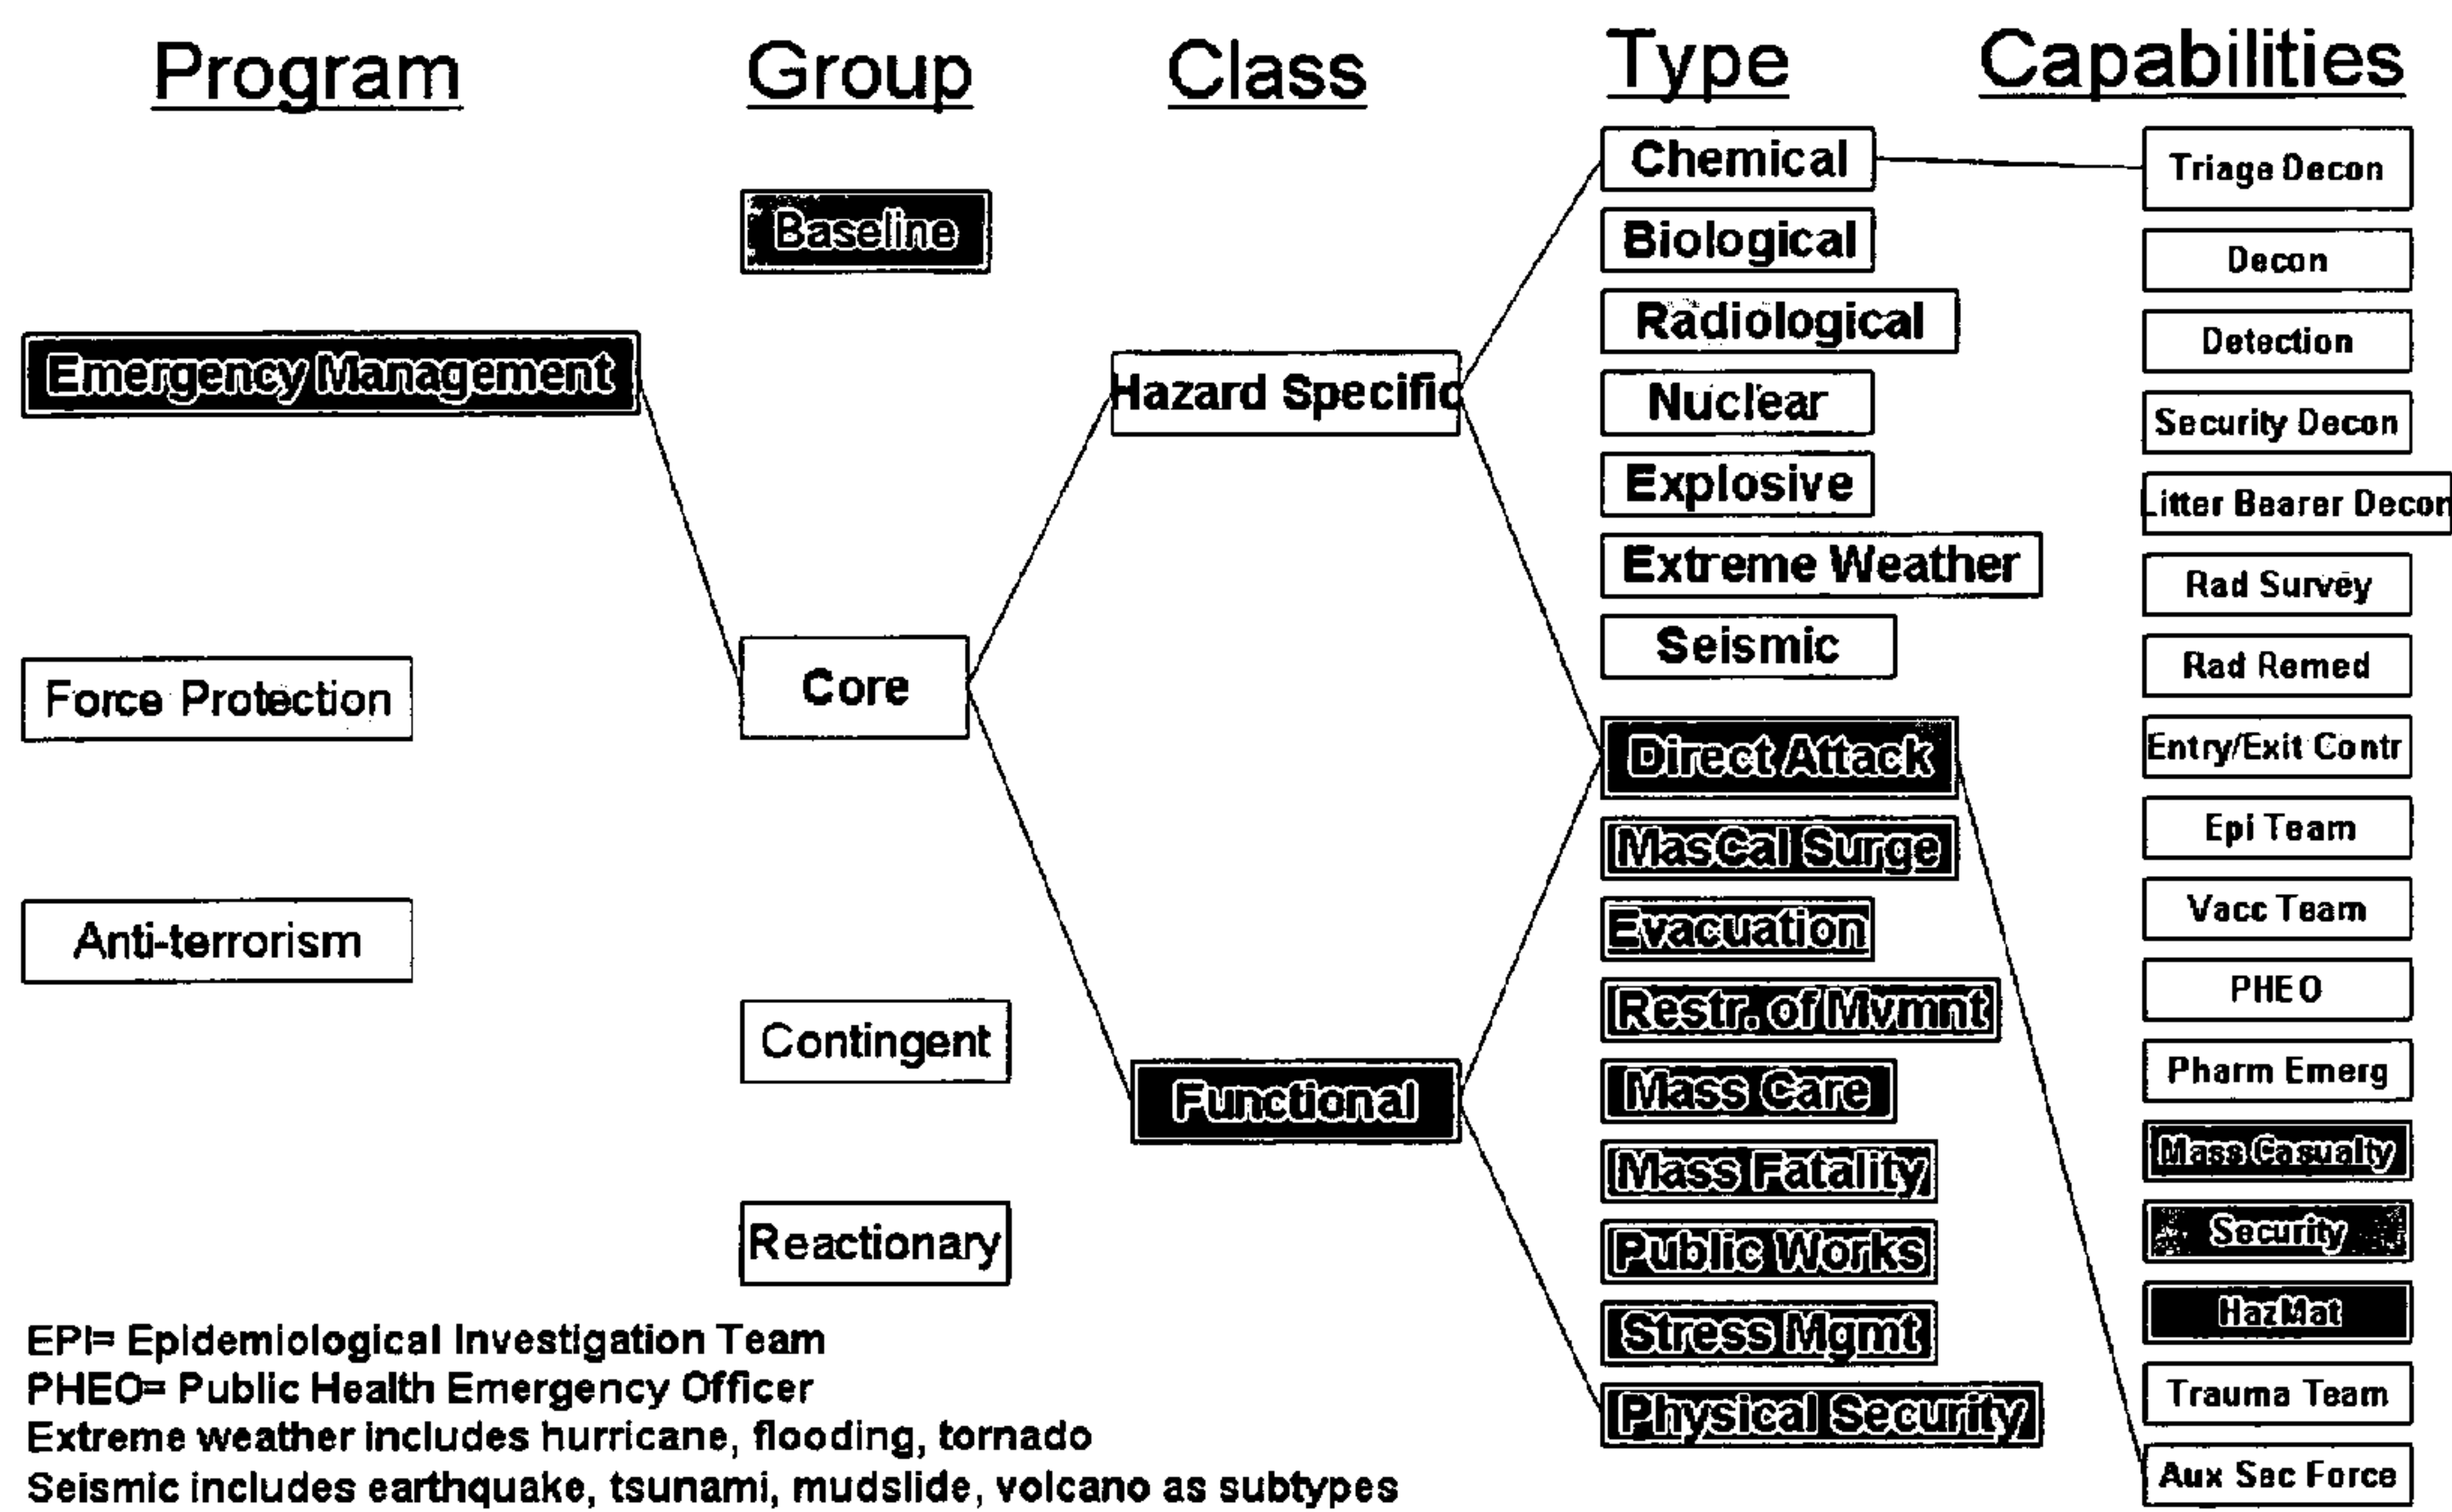 Program
Group
Class
Type
Capabilities
Emergency Management
Force Protection
Anti-terrorism
Baseline
Core
Contingent
Reactionary
Hazard Specific
Functional
Chemical
Biological
Radiological
Nuclear
Explosive
Extreme Weather
Seismic
Direct Attack
MasCal Surge
Evacuation
Restr. of Mvmnt
Mass Care
Mass Fatality
Public Works
Stress Mgmt
Physical Security
Triage Decon
Decon
Detection
Security Decon
Litter Bearer Decon
Rad Survey
Rad Remed
Entry/Exit Contr
Epi Team
Vacc Team
PHEO
Pharm Emerg
Mass Casualty
Security
HazMat
Trauma Team
Aux Sec Force
EPI= Epidemiological Investigation Team
PHEO= Public Health Emergency Officer
Extreme weather includes hurricane, flooding, tornado
Seismic includes earthquake, tsunami, mudslide, volcano as subtypes